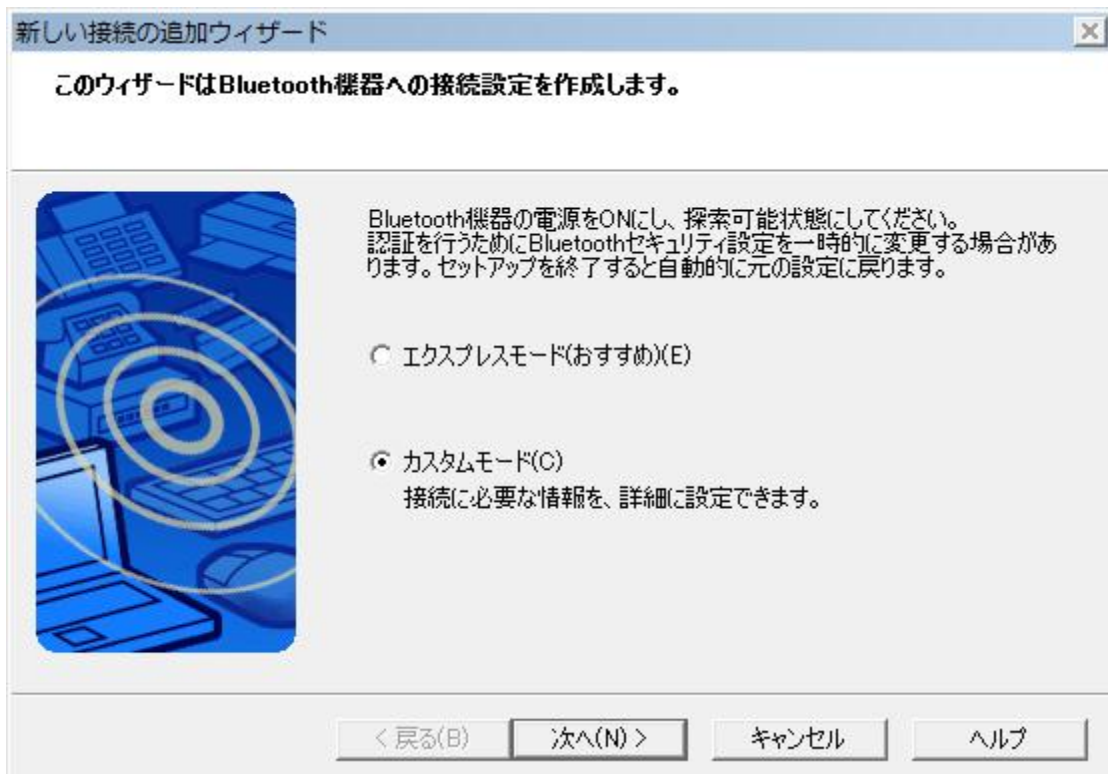 新しい接続の追加ウィザード
このウィザードはBluetooth機器への接続設定を作成します。
Bluetooth機器の電源をONにし、探索可能状態にしてください。
認証を行うためにBluetoothセキュリティ設定を一時的に変更する場合があ
ります。セットアップを終了すると自動的に元の設定に戻ります。
エクスプレスモード(おすすめ)(E)
カスタムモード(C)
接続に必要な情報を、詳細に設定できます。
< 戻る(B)
次へ(N) >
キャンセル
ヘルプ